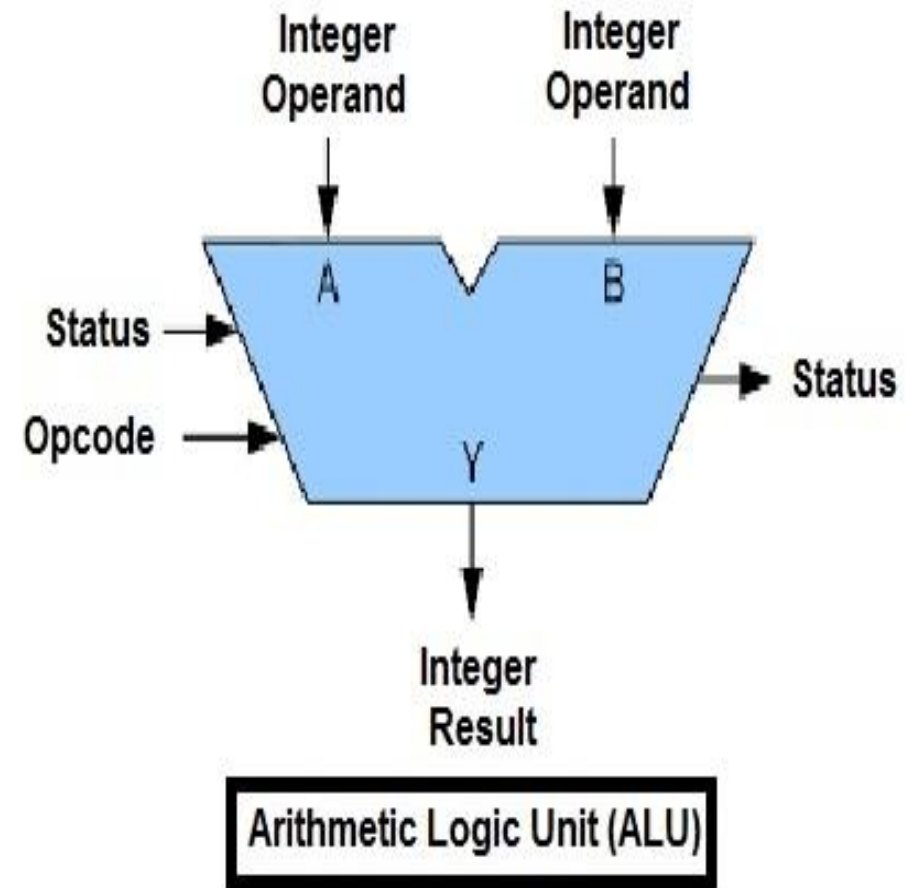 Integer
Operand
Integer
Operand
A
B
Status
Status
Opcode
Y
Integer
Result
Arithmetic Logic Unit (ALU)